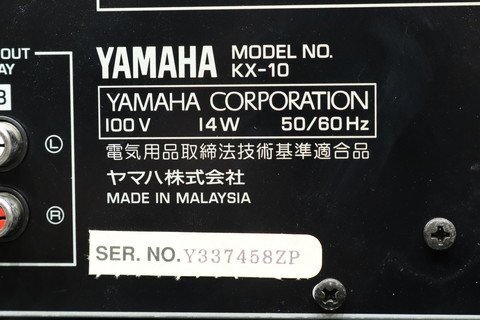 OUT
AY
B
L
R
YAMAHA MODEL NO.
KX-10
YAMAHA CORPORATION
100V 14W 50/60Hz
電気用品取締法技術基準適合品
ヤマハ株式会社
MADE IN MALAYSIA
SER. NO. Y337458ZP